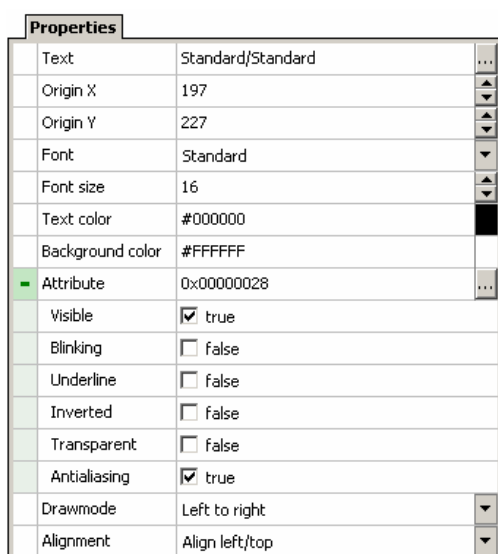 Properties
Text Standard/Standard ...
Origin X 197
Origin Y 227
Font Standard
Font size 16
Text color #000000
Background color #FFFFFF
Attribute 0x00000028 ...
Visible true
Blinking false
Underline false
Inverted false
Transparent false
Antialiasing true
Drawmode Left to right
Alignment Align left/top